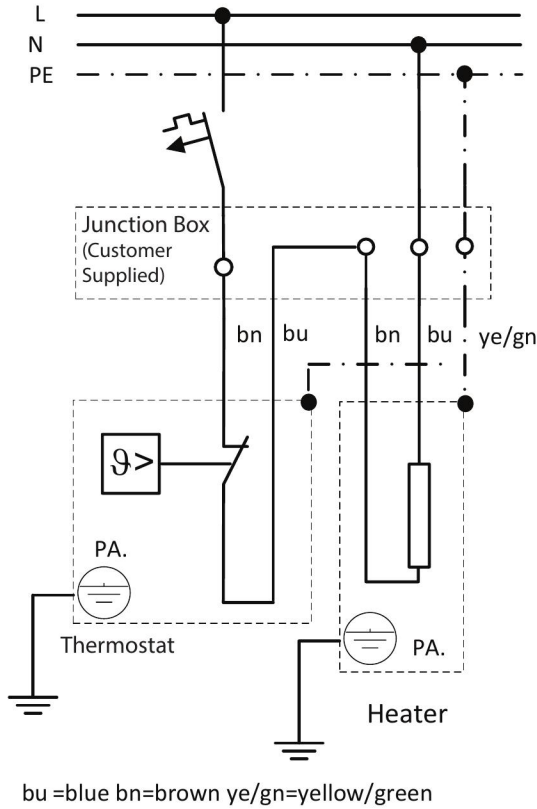 L
N
PE
Junction Box
(Customer
Supplied)
bn bu bn bu ye/gn
ϑ>
PA.
Thermostat
PA.
Heater
bu =blue bn=brown ye/gn=yellow/green